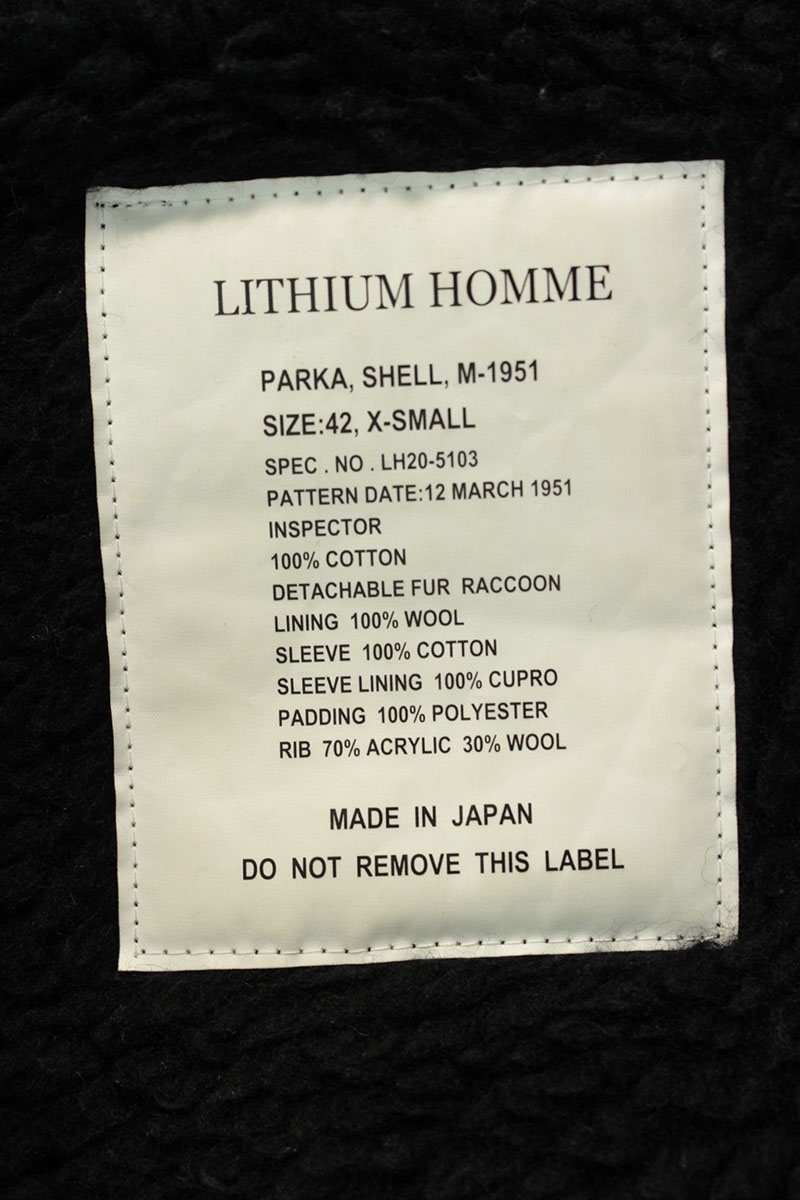 LITHIUM HOMME
PARKA, SHELL, M-1951
SIZE:42, X-SMALL
SPEC . NO . LH20-5103
PATTERN DATE:12 MARCH 1951
INSPECTOR
100% COTTON
DETACHABLE FUR RACCOON
LINING 100% WOOL
SLEEVE 100% COTTON
SLEEVE LINING 100% CUPRO
PADDING 100% POLYESTER
RIB 70% ACRYLIC 30% WOOL
MADE IN JAPAN
DO NOT REMOVE THIS LABEL